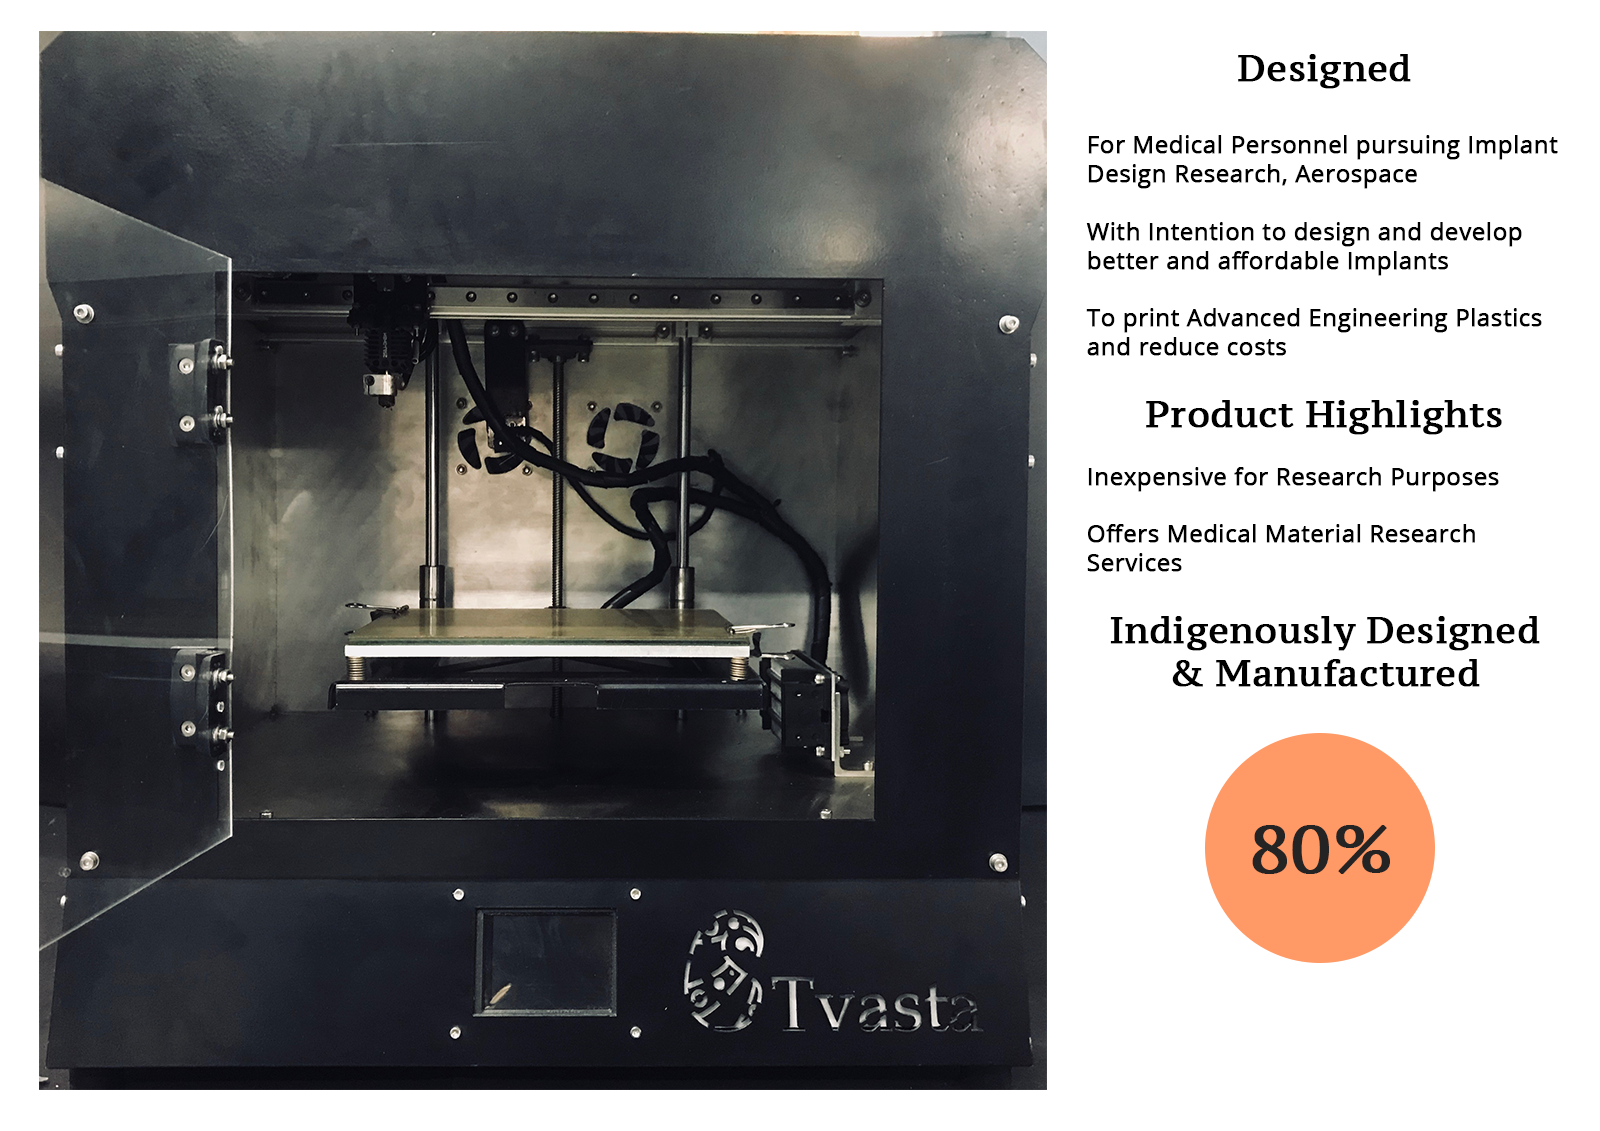 Designed
For Medical Personnel pursuing Implant
Design Research, Aerospace
With Intention to design and develop
better and affordable Implants
To print Advanced Engineering Plastics
and reduce costs
Product Highlights
Inexpensive for Research Purposes
Offers Medical Material Research
Services
Indigenously Designed
& Manufactured
80%
Tvasta